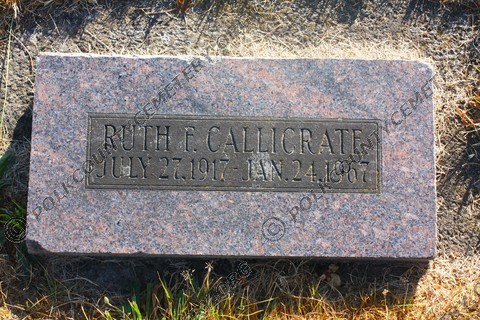 RUTH F. CALLICRATE
JULY 27, 1917 - JAN. 24, 1967